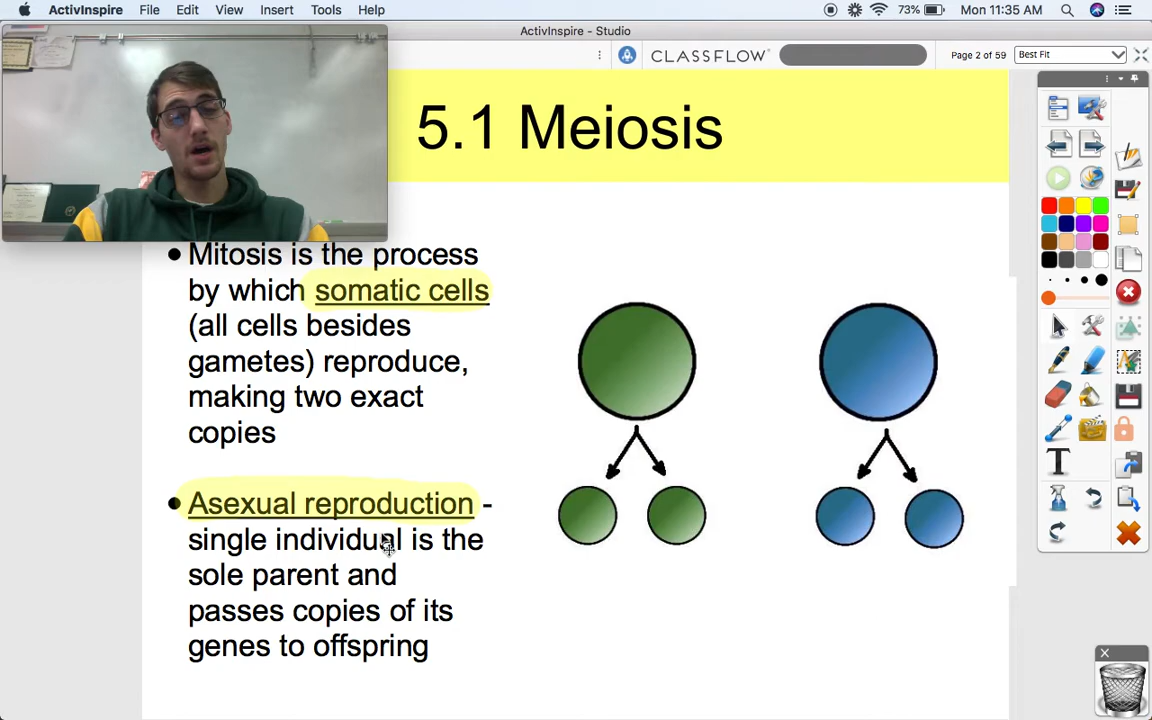 ActivInspire File Edit View Insert Tools Help 73% Mon 11:35 AM
ActivInspire - Studio
CLASSFLOW Page 2 of 59 Best Fit
5.1 Meiosis
• Mitosis is the process
by which somatic cells
(all cells besides
gametes) reproduce,
making two exact
copies
• Asexual reproduction -
single individual is the
sole parent and
passes copies of its
genes to offspring